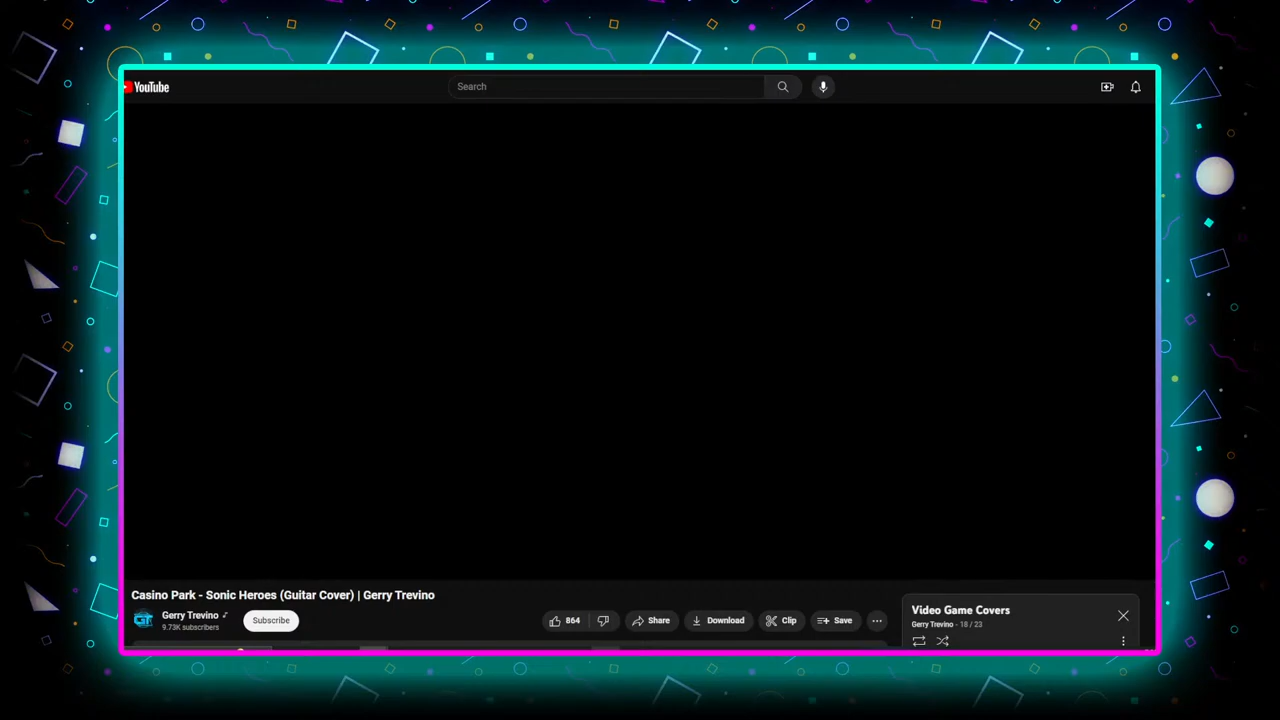 YouTube
Search
Casino Park - Sonic Heroes (Guitar Cover) | Gerry Trevino
GT
Gerry Trevino
9.73K subscribers
Subscribe
864
Share
Download
Clip
Save
Video Game Covers
Gerry Trevino - 18 / 23